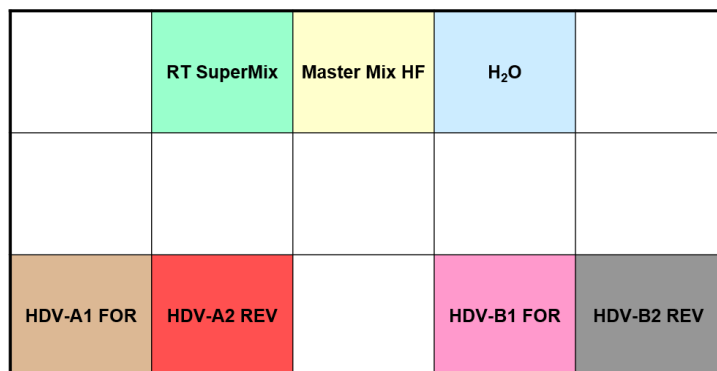 RT SuperMix
Master Mix HF
H₂O
HDV-A1 FOR
HDV-A2 REV
HDV-B1 FOR
HDV-B2 REV